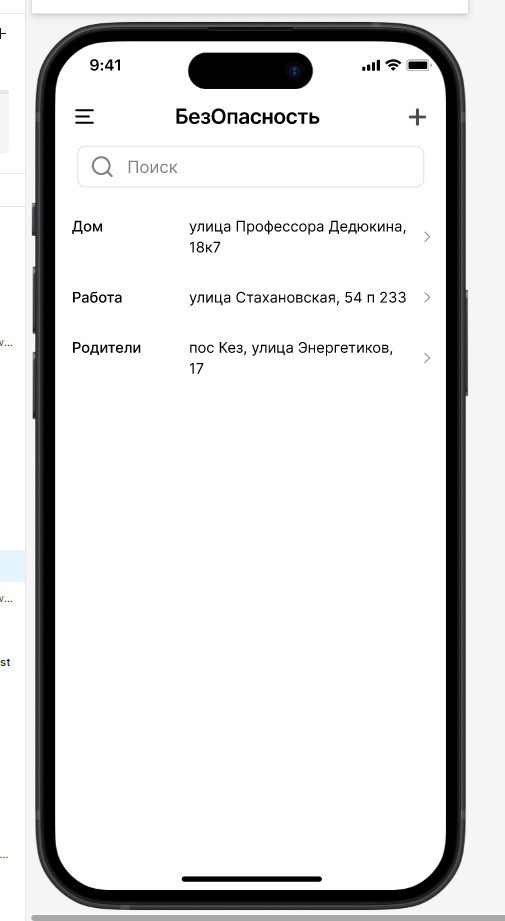 9:41
БезОпасность
Поиск
Дом
улица Профессора Дедюкина,
18к7
Работа
улица Стахановская, 54 п 233
Родители
пос Кез, улица Энергетиков,
17
w...
w...
st
...